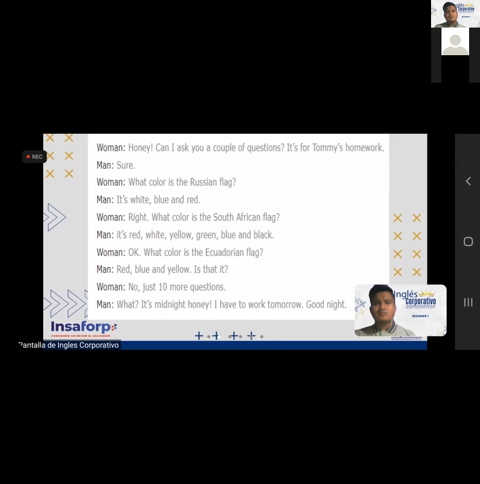 Inglés
Corporativo
REC
Woman: Honey! Can I ask you a couple of questions? It's for Tommy's homework.
Man: Sure.
Woman: What color is the Russian flag?
Man: It's white, blue and red.
Woman: Right. What color is the South African flag?
Man: it's red, white, yellow, green, blue and black.
Woman: OK. What color is the Ecuadorian flag?
Man: Red, blue and yellow. Is that it?
Woman: No, just 10 more questions.
Man: What? It's midnight honey! I have to work tomorrow. Good night.
Inglés
Corporativo
BEGINNER 1
Insaforp
Pantalla de Ingles Corporativo